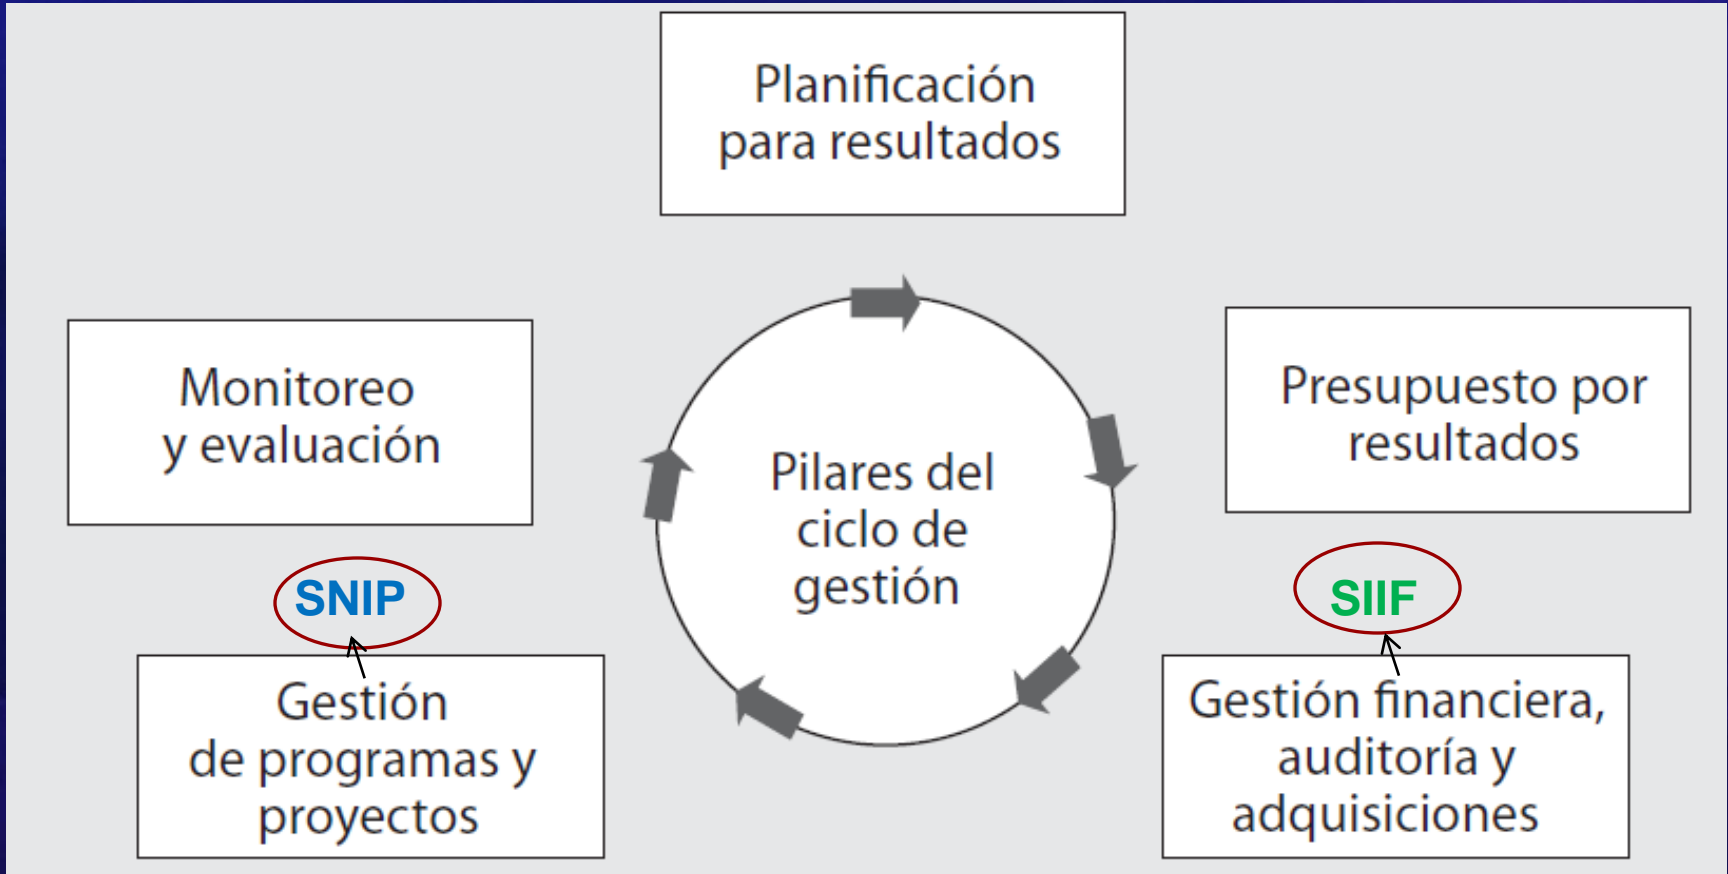 Planificación
para resultados
Monitoreo
y evaluación
Presupuesto por
resultados
Pilares del
ciclo de
gestión
SNIP
SIIF
Gestión
de programas y
proyectos
Gestión financiera,
auditoría y
adquisiciones